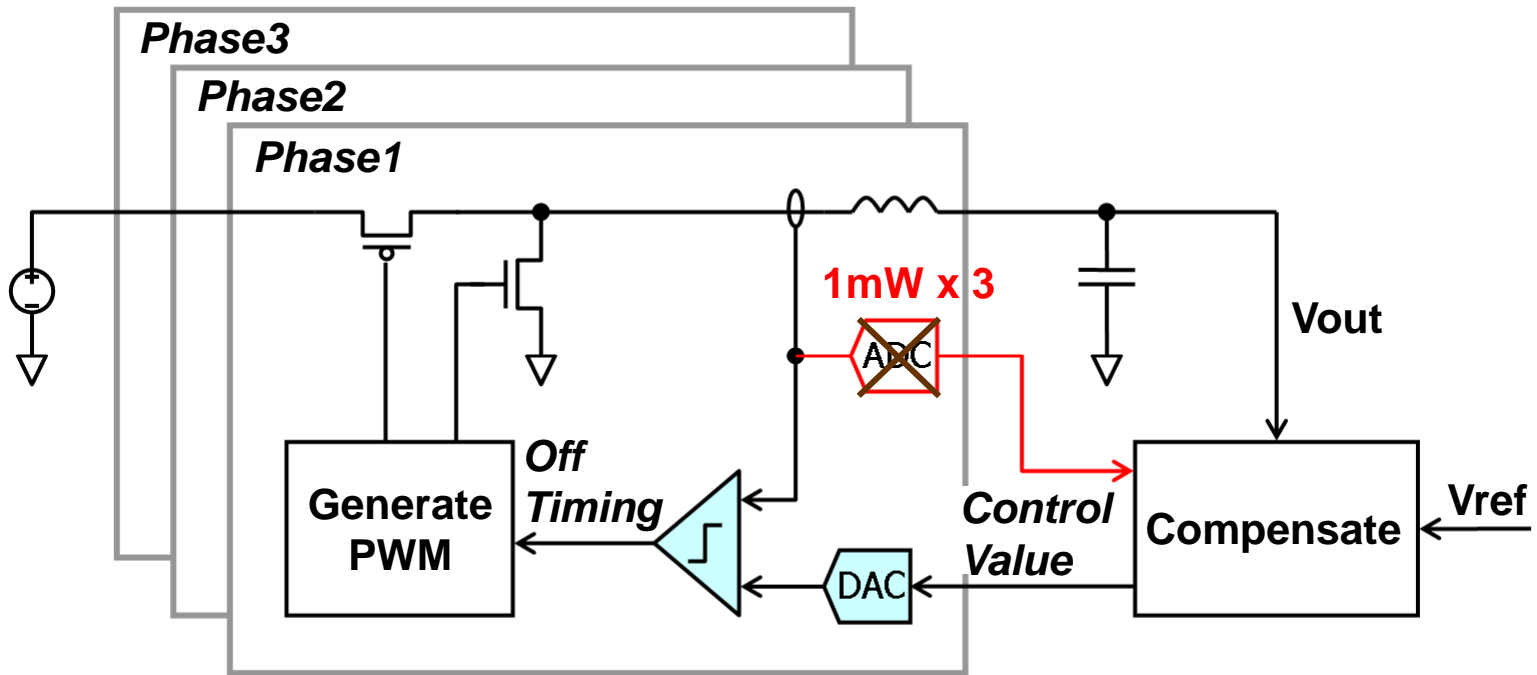 Phase3
Phase2
Phase1
+
-
1mW x 3
ADC
Vout
Off
Timing
Generate
PWM
Control
Value
DAC
Compensate
Vref